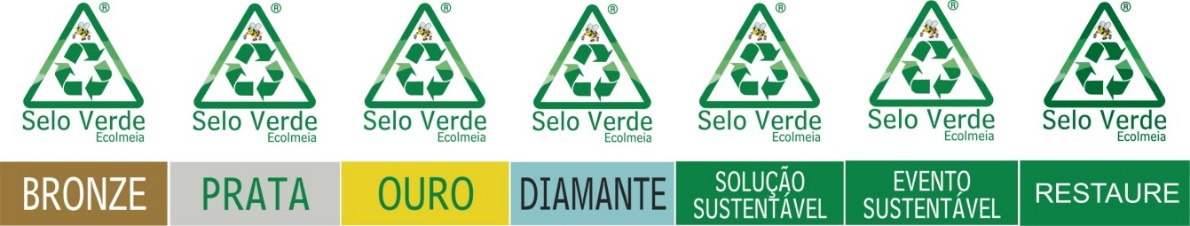 ®
Selo Verde
Ecolmeia
BRONZE
®
Selo Verde
Ecolmeia
PRATA
®
Selo Verde
Ecolmeia
OURO
®
Selo Verde
Ecolmeia
DIAMANTE
®
Selo Verde
Ecolmeia
SOLUÇÃO
SUSTENTÁVEL
®
Selo Verde
Ecolmeia
EVENTO
SUSTENTÁVEL
®
Selo Verde
Ecolmeia
RESTAURE